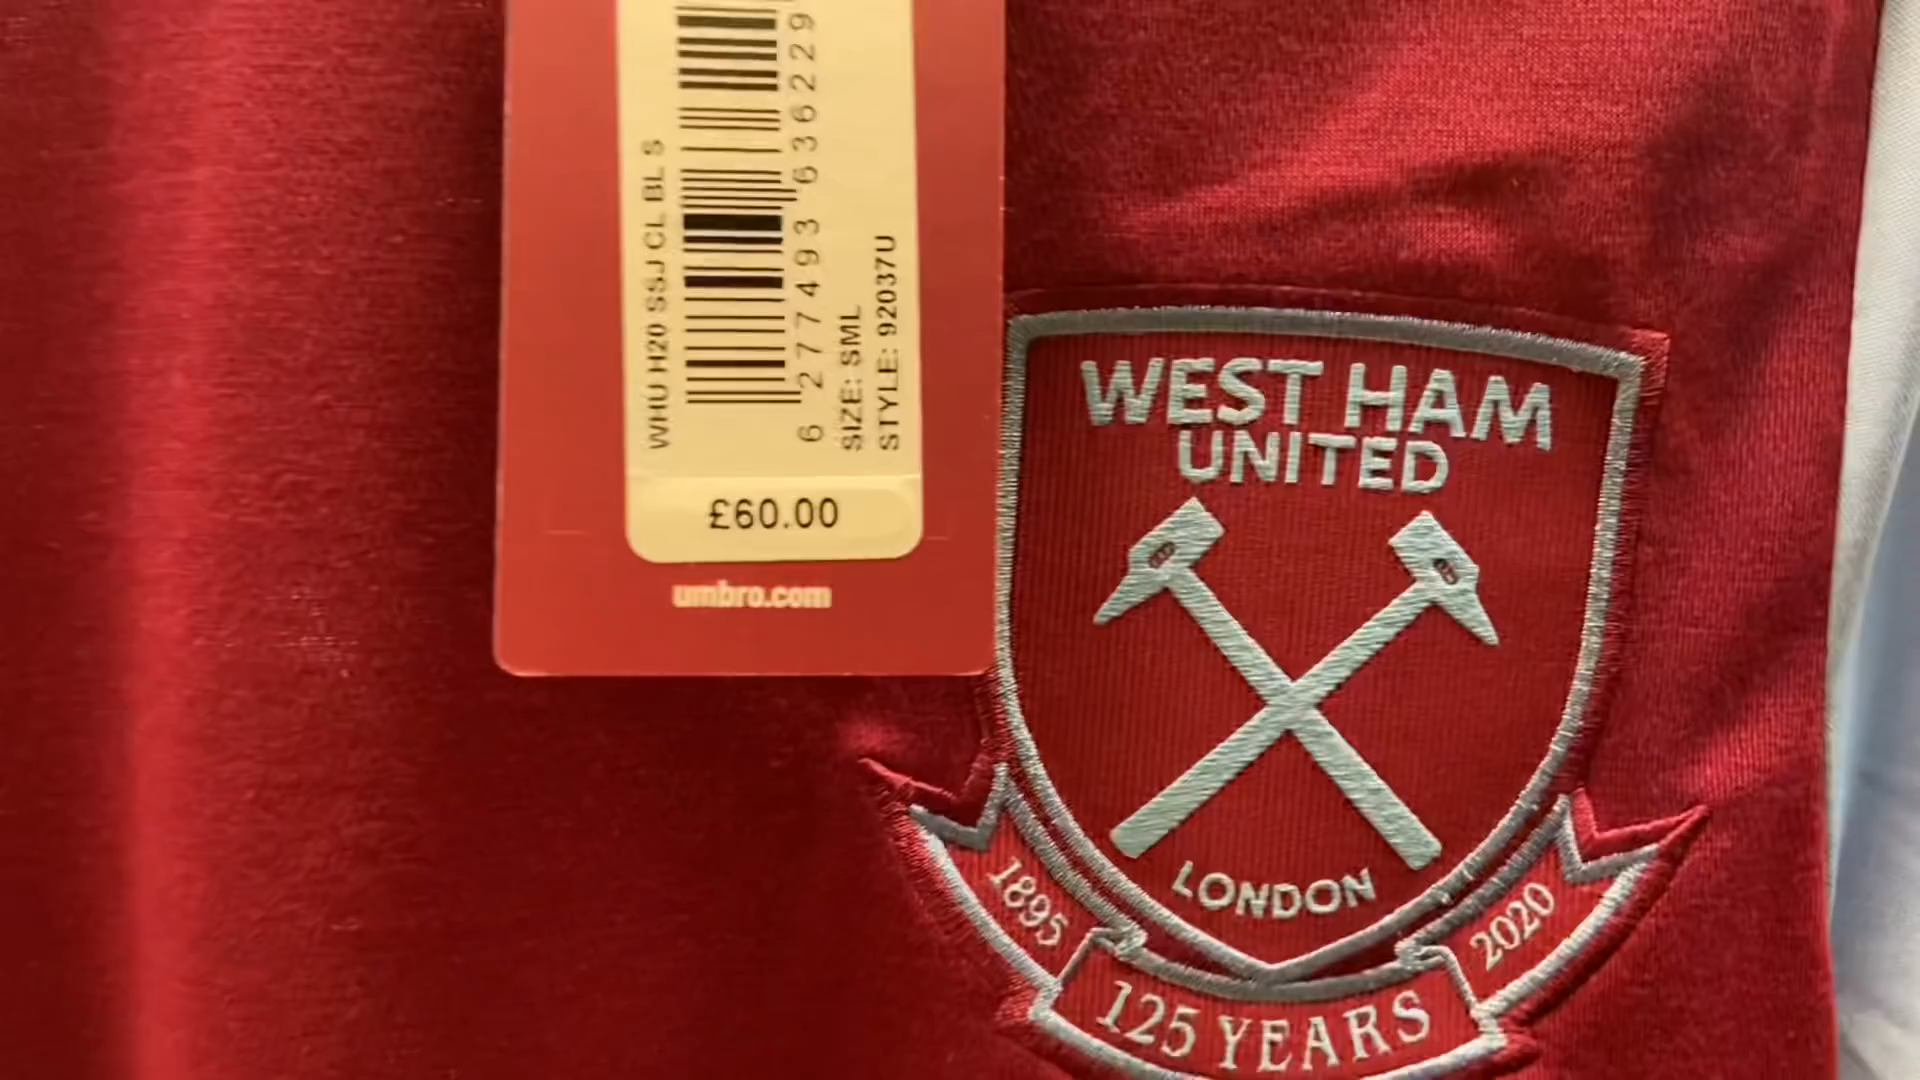 WHU H20 SSJ CL BL S
6 277493 636229
SIZE: SML
STYLE: 92037U
£60.00
umbro.com
WEST HAM
UNITED
LONDON
1895
125 YEARS
2020